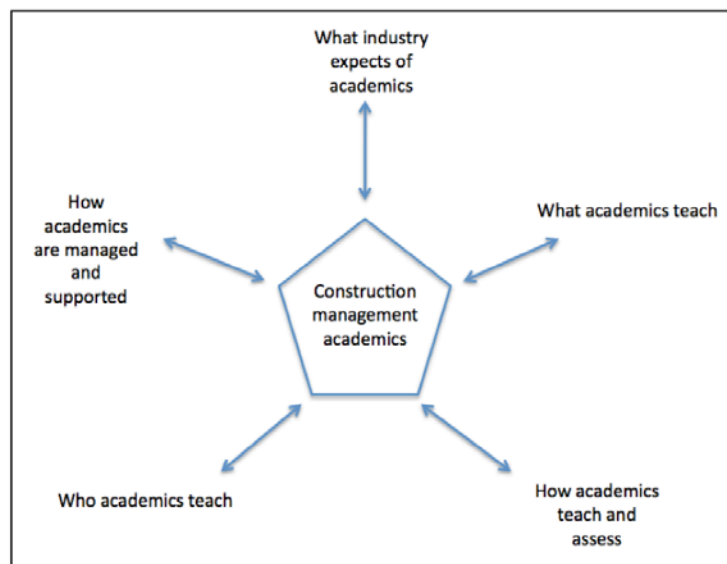 What industry
expects of
academics
How
academics
are managed
and
supported
What academics teach
Construction
management
academics
Who academics teach
How academics
teach and
assess